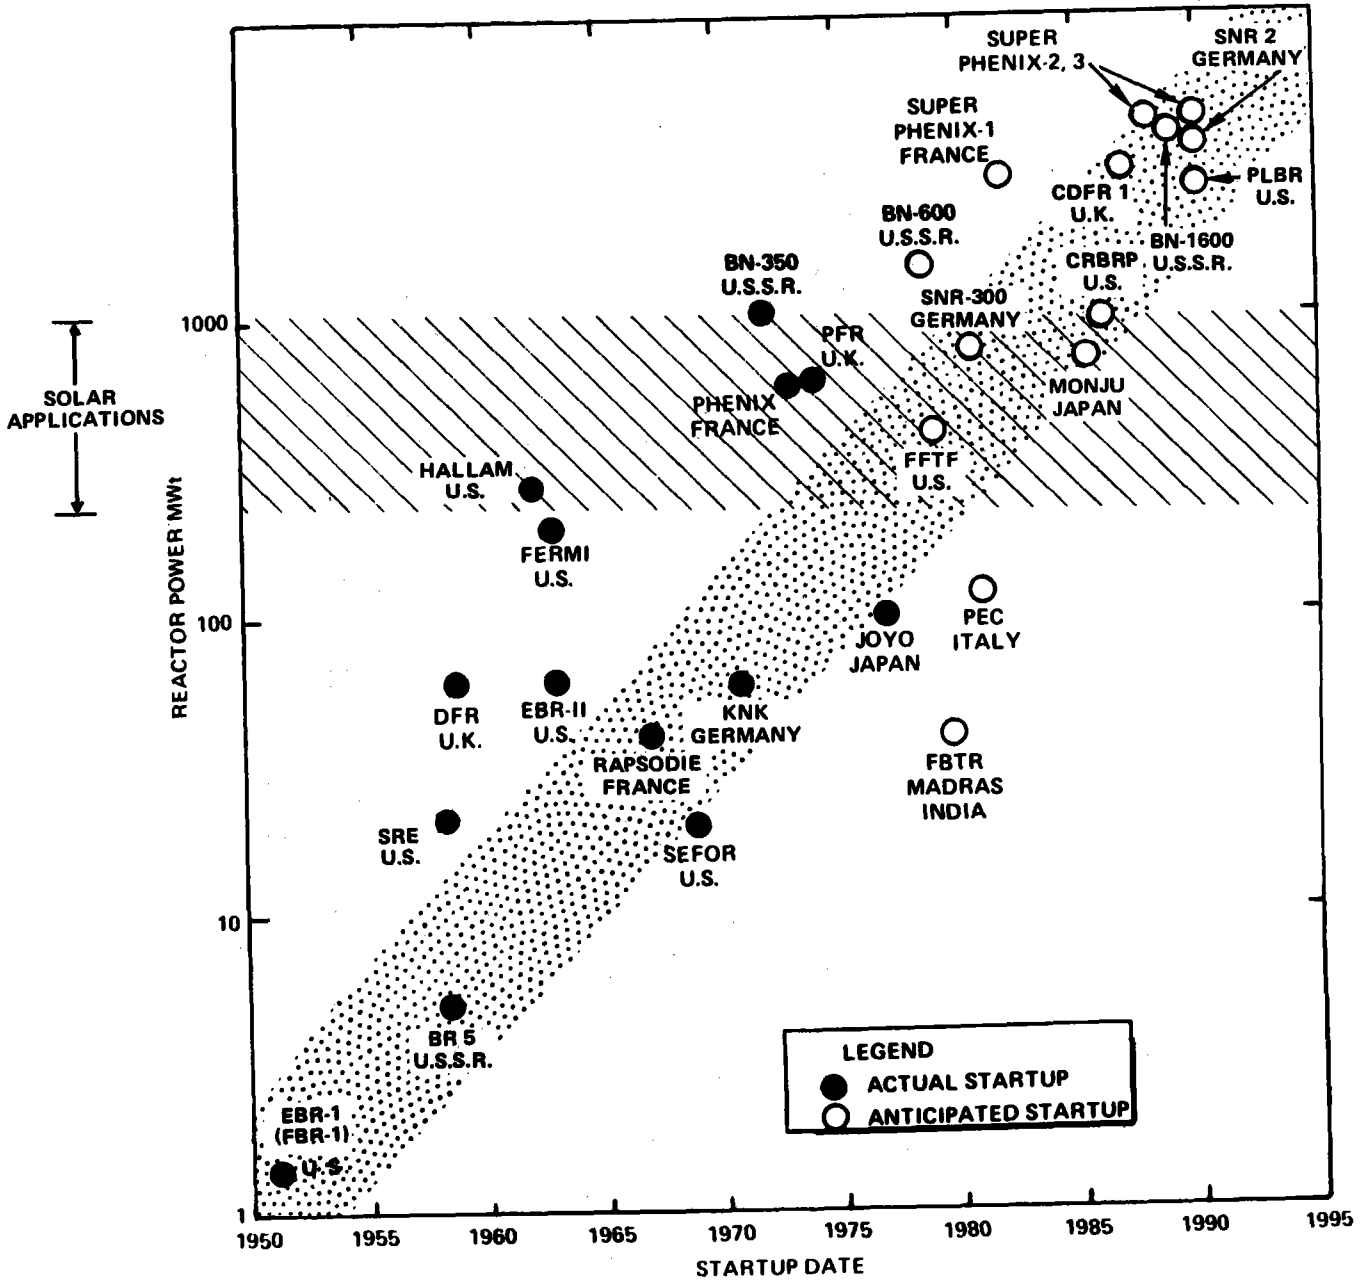 SUPER
PHENIX-2, 3
SNR 2
GERMANY
SUPER
PHENIX-1
FRANCE
CDFR 1
U.K.
PLBR
U.S.
BN-600
U.S.S.R.
BN-1600
U.S.S.R.
BN-350
U.S.S.R.
CRBRP
U.S.
SNR-300
GERMANY
PFR
U.K.
MONJU
JAPAN
PHENIX
FRANCE
FFTF
U.S.
HALLAM
U.S.
FERMI
U.S.
PEC
ITALY
JOYO
JAPAN
DFR
U.K.
EBR-II
U.S.
KNK
GERMANY
RAPSODIE
FRANCE
FBTR
MADRAS
INDIA
SRE
U.S.
SEFOR
U.S.
BR 5
U.S.S.R.
EBR-1
(FBR-1)
U.S.
SOLAR
APPLICATIONS
REACTOR POWER MWt
1000
100
10
1
LEGEND
ACTUAL STARTUP
ANTICIPATED STARTUP
1950 1955 1960 1965 1970 1975 1980 1985 1990 1995
STARTUP DATE